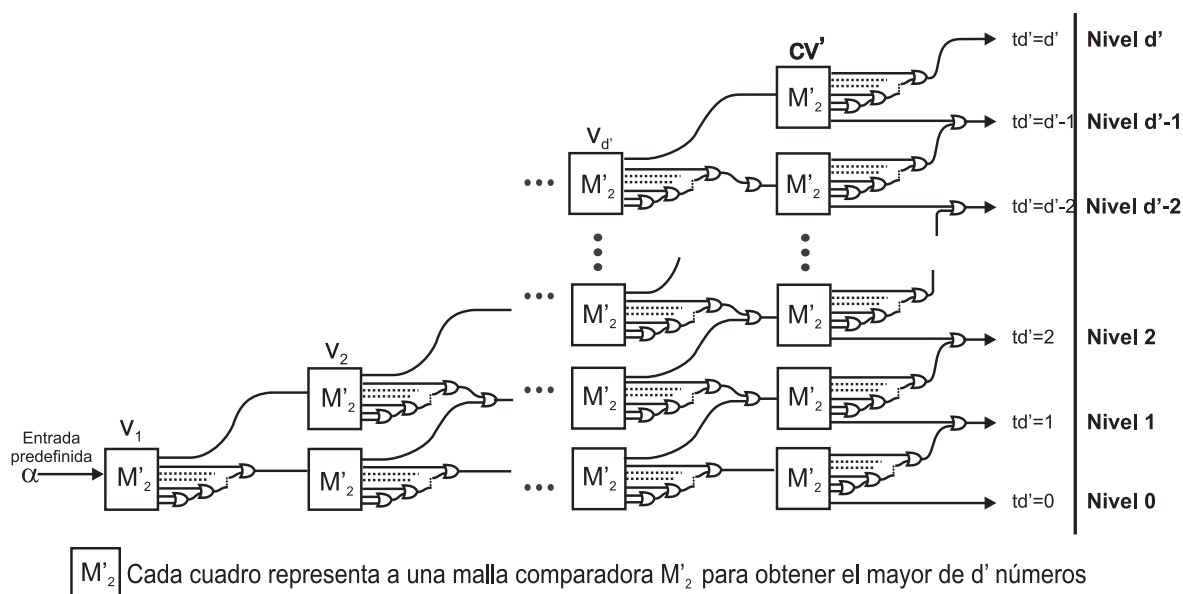 CV'
td'=d' Nivel d'
M'2
td'=d'-1 Nivel d'-1
Vd'
M'2 M'2
td'=d'-2 Nivel d'-2
M'2 M'2
td'=2 Nivel 2
V2
M'2 M'2 M'2
td'=1 Nivel 1
V1
Entrada
predefinida
α
M'2 M'2 M'2 M'2
td'=0 Nivel 0
M'2 Cada cuadro representa a una malla comparadora M'2 para obtener el mayor de d' números